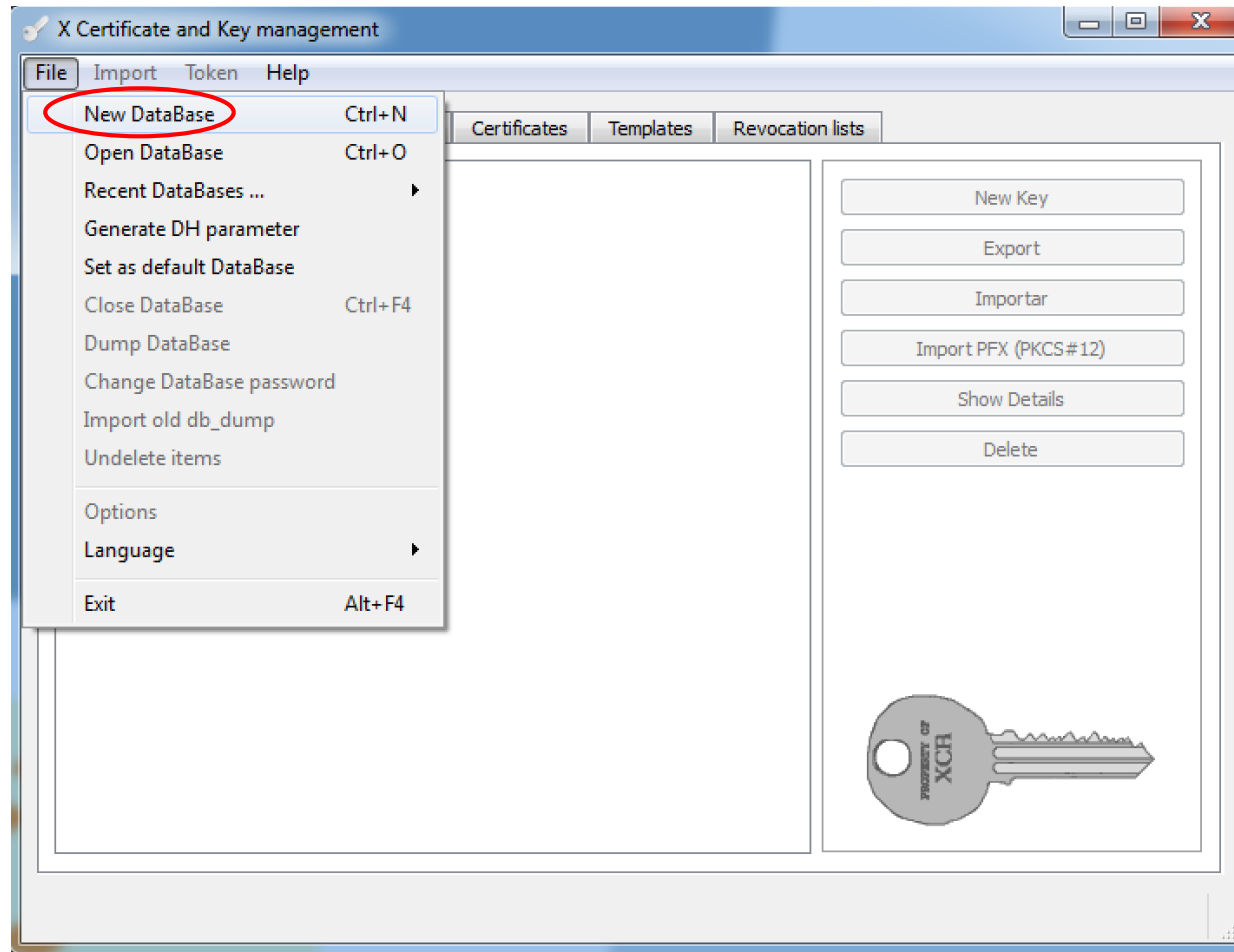 X Certificate and Key management
File Import Token Help
New DataBase Ctrl+N
Open DataBase Ctrl+O
Recent DataBases ...
Generate DH parameter
Set as default DataBase
Close DataBase Ctrl+F4
Dump DataBase
Change DataBase password
Import old db_dump
Undelete items
Options
Language
Exit Alt+F4
Certificates Templates Revocation lists
New Key
Export
Importar
Import PFX (PKCS#12)
Show Details
Delete
PROPERTY OF
XCA